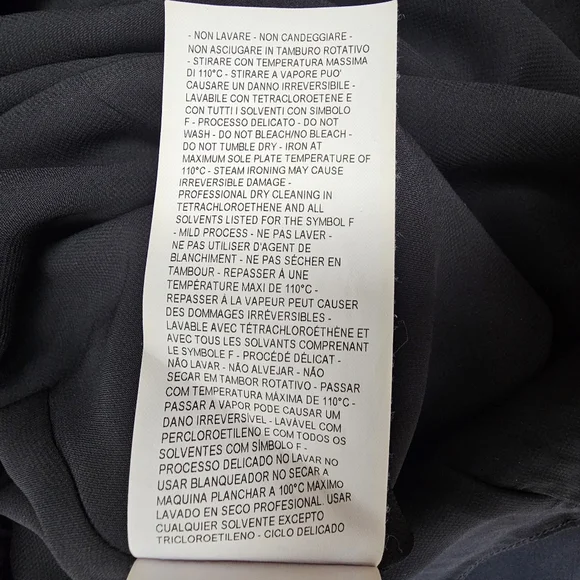 - NON LAVARE - NON CANDEGGIARE -
NON ASCIUGARE IN TAMBURO ROTATIVO
- STIRARE CON TEMPERATURA MASSIMA
DI 110°C - STIRARE A VAPORE PUO'
CAUSARE UN DANNO IRREVERSIBILE -
LAVABILE CON TETRACLOROETENE E
CON TUTTI I SOLVENTI CON SIMBOLO
F - PROCESSO DELICATO - DO NOT
WASH - DO NOT BLEACH/NO BLEACH -
DO NOT TUMBLE DRY - IRON AT
MAXIMUM SOLE PLATE TEMPERATURE OF
110°C - STEAM IRONING MAY CAUSE
IRREVERSIBLE DAMAGE -
PROFESSIONAL DRY CLEANING IN
TETRACHLOROETHENE AND ALL
SOLVENTS LISTED FOR THE SYMBOL F
- MILD PROCESS - NE PAS LAVER -
NE PAS UTILISER D'AGENT DE
BLANCHIMENT - NE PAS SÉCHER EN
TAMBOUR - REPASSER À UNE
TEMPÉRATURE MAXI DE 110°C -
REPASSER À LA VAPEUR PEUT CAUSER
DES DOMMAGES IRRÉVERSIBLES -
LAVABLE AVEC TÉTRACHLOROÉTHÈNE ET
AVEC TOUS LES SOLVANTS COMPRENANT
LE SYMBOLE F - PROCÉDÉ DÉLICAT -
NÃO LAVAR - NÃO ALVEJAR - NÃO
SECAR EM TAMBOR ROTATIVO - PASSAR
COM TEMPERATURA MÁXIMA DE 110°C -
PASSAR À VAPOR PODE CAUSAR UM
DANO IRREVERSÍVEL - LAVÁVEL COM
PERCLOROETILENO E COM TODOS OS
SOLVENTES COM SÍMBOLO F -
PROCESSO DELICADO NO LAVAR NO
USAR BLANQUEADOR NO SECAR A
MAQUINA PLANCHAR A 100°C MAXIMO
LAVADO EN SECO PROFESIONAL. USAR
CUALQUIER SOLVENTE EXCEPTO
TRICLOROETILENO - CICLO DELICADO